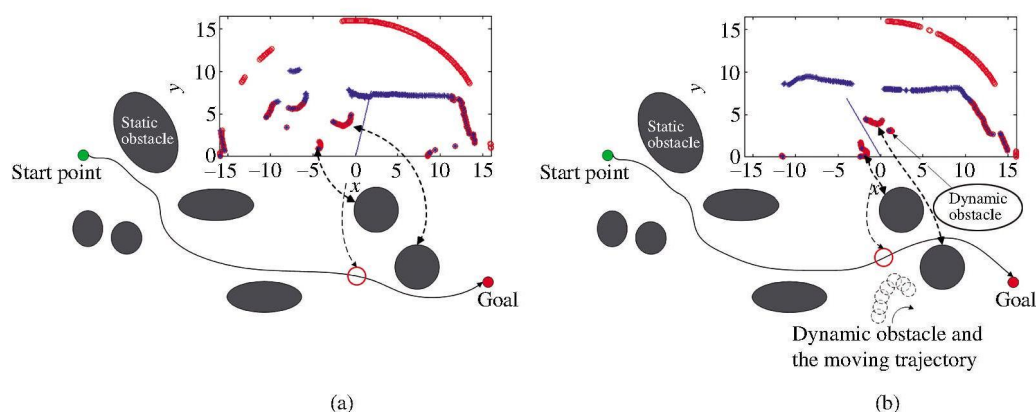 15
10
y
5
0
−15 −10 −5 0 5 10 15
x
Static
obstacle
Start point
Goal
(a)
15
10
y
5
0
−15 −10 −5 0 5 10 15
x
Static
obstacle
Start point
Dynamic
obstacle
Goal
Dynamic obstacle and
the moving trajectory
(b)